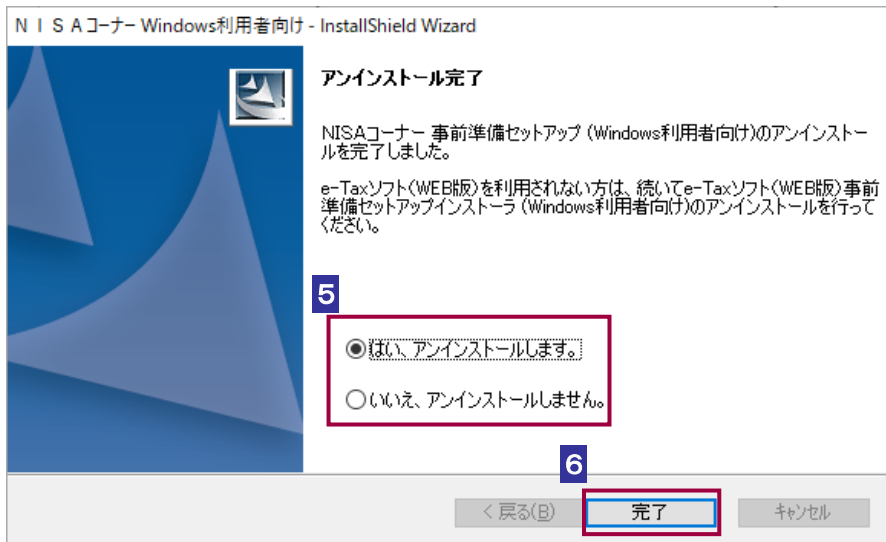 ＮＩＳＡコーナー Windows利用者向け - InstallShield Wizard
アンインストール完了
NISAコーナー 事前準備セットアップ (Windows利用者向け)のアンインストー
ルを完了しました。
e-Taxソフト(WEB版)を利用されない方は、続いてe-Taxソフト(WEB版)事前
準備セットアップインストーラ (Windows利用者向け)のアンインストールを行って
ください。
5
はい、アンインストールします。
いいえ、アンインストールしません。
6
< 戻る(B)
完了
キャンセル